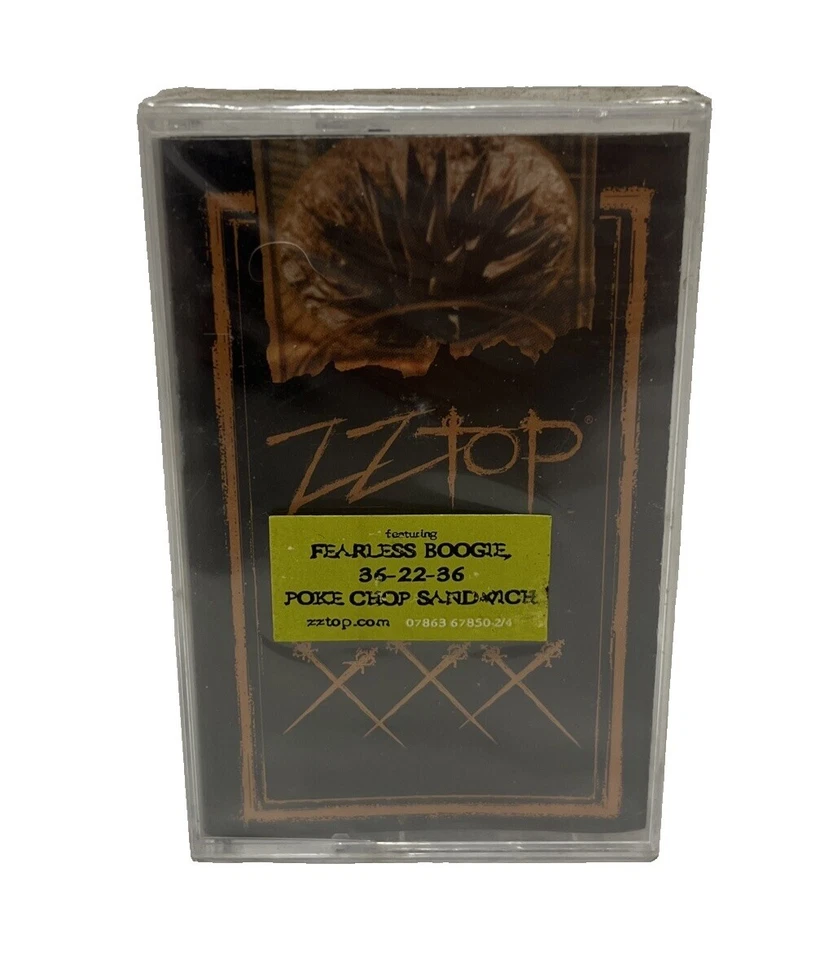 ZZTOP®
featuring
FEARLESS BOOGIE,
36-22-36
POKE CHOP SANDWICH
zztop.com 07863 67850-2/4
XXX